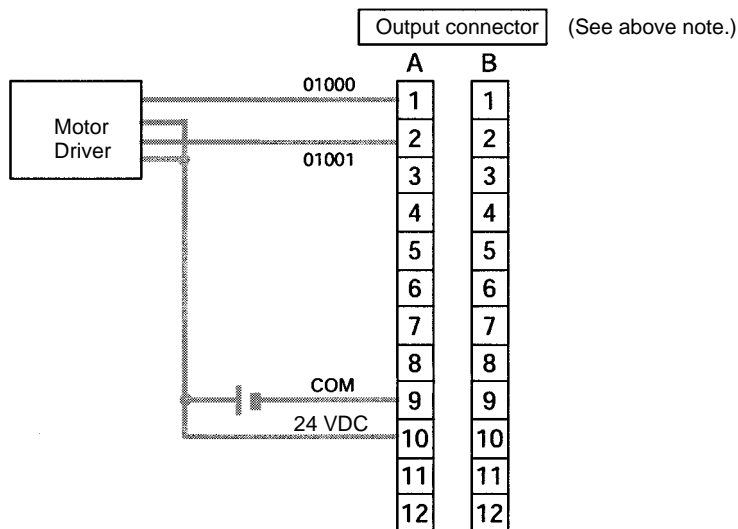 Output connector (See above note.)
A B
01000
1 1
Motor
Driver
2 2
01001
3 3
4 4
5 5
6 6
7 7
8 8
COM
9 9
24 VDC
10 10
11 11
12 12